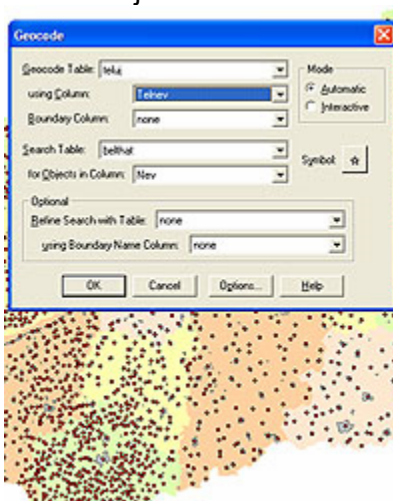 Geocode
Geocode Table: telu
using Column: Telnev
Boundary Column: none
Mode
Automatic
Interactive
Search Table: belthat
for Objects in Column: Nev
Symbol:
Optional
Refine Search with Table: none
using Boundary Name Column: none
OK Cancel Options... Help